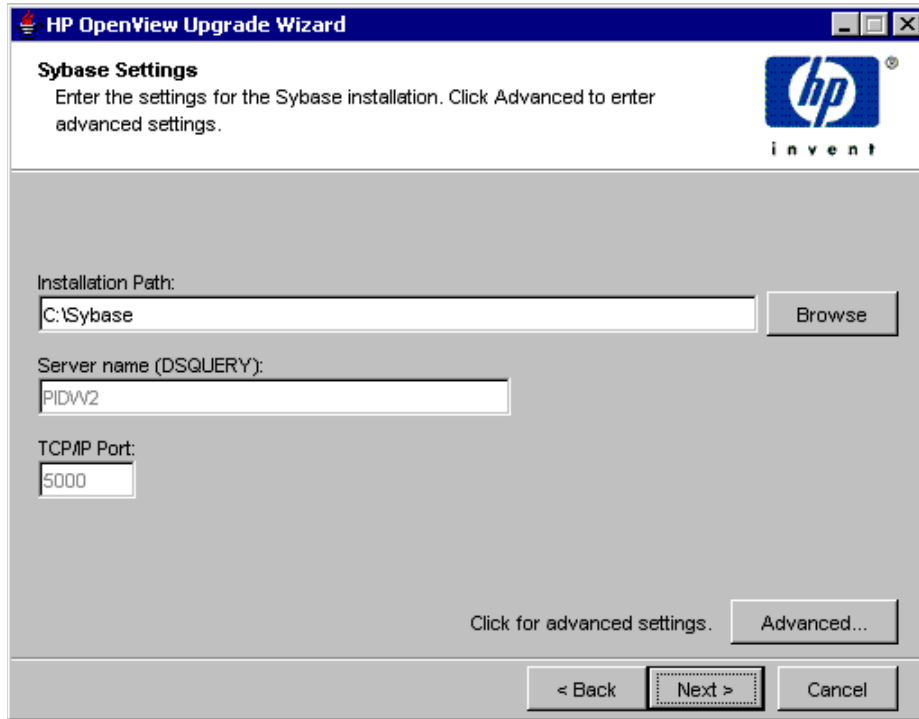 HP OpenView Upgrade Wizard
Sybase Settings
Enter the settings for the Sybase installation. Click Advanced to enter
advanced settings.
hp
®
invent
Installation Path:
C:\Sybase
Browse
Server name (DSQUERY):
PIDVV2
TCP/IP Port:
5000
Click for advanced settings.
Advanced...
< Back
Next >
Cancel